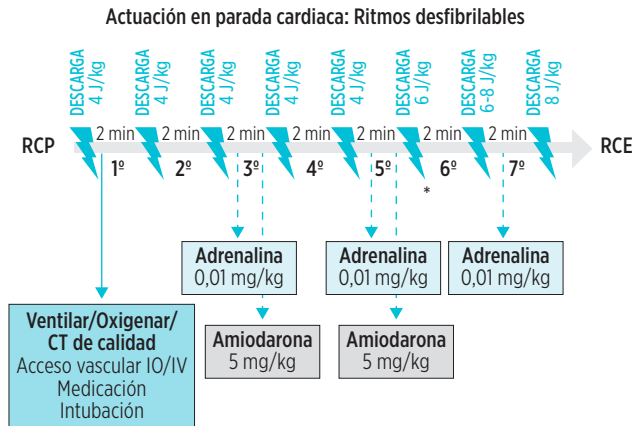 Actuación en parada cardiaca: Ritmos desfibrilables
DESCARGA
4 J/kg
DESCARGA
4 J/kg
DESCARGA
4 J/kg
DESCARGA
4 J/kg
DESCARGA
4 J/kg
DESCARGA
6 J/kg
DESCARGA
6-8 J/kg
DESCARGA
8 J/kg
RCP
2 min
2 min
2 min
2 min
2 min
2 min
2 min
RCE
1º
2º
3º
4º
5º
6º
7º
*
Adrenalina
0,01 mg/kg
Adrenalina
0,01 mg/kg
Adrenalina
0,01 mg/kg
Ventilar/Oxigenar/
CT de calidad
Acceso vascular IO/IV
Medicación
Intubación
Amiodarona
5 mg/kg
Amiodarona
5 mg/kg